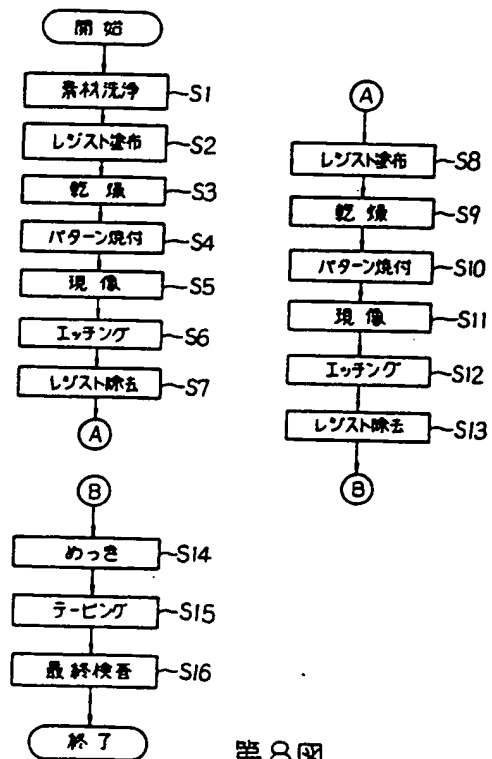 開始
素材洗浄 S1
レジスト塗布 S2
乾燥 S3
パターン焼付 S4
現像 S5
エッチング S6
レジスト除去 S7
A
A
レジスト塗布 S8
乾燥 S9
パターン焼付 S10
現像 S11
エッチング S12
レジスト除去 S13
B
B
めっき S14
テーピング S15
最終検査 S16
終了
第8図